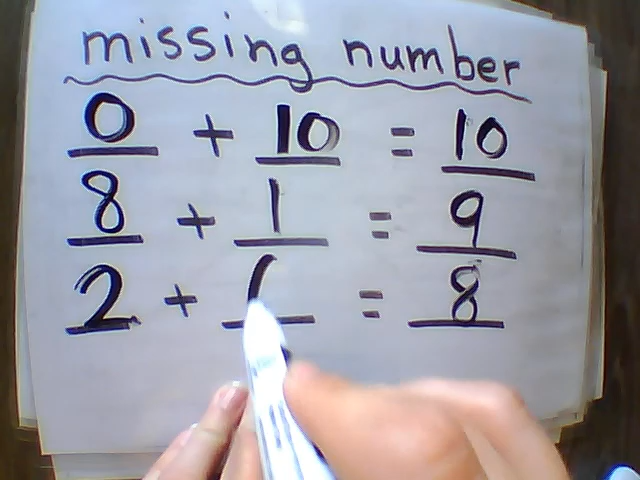 missing number
0 + 10 = 10
8 + 1 = 9
2 + = 8